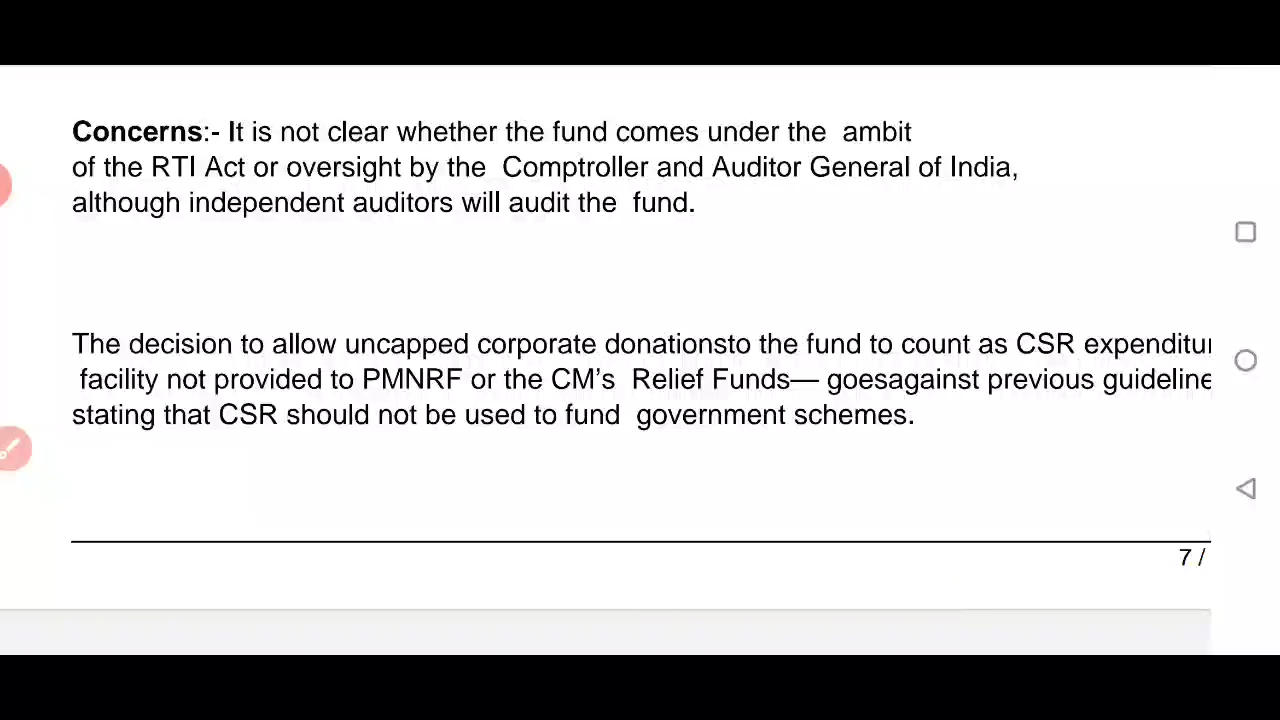 Concerns:- It is not clear whether the fund comes under the ambit
of the RTI Act or oversight by the Comptroller and Auditor General of India,
although independent auditors will audit the fund.
The decision to allow uncapped corporate donationsto the fund to count as CSR expenditur
facility not provided to PMNRF or the CM’s Relief Funds— goesagainst previous guideline
stating that CSR should not be used to fund government schemes.
7 /